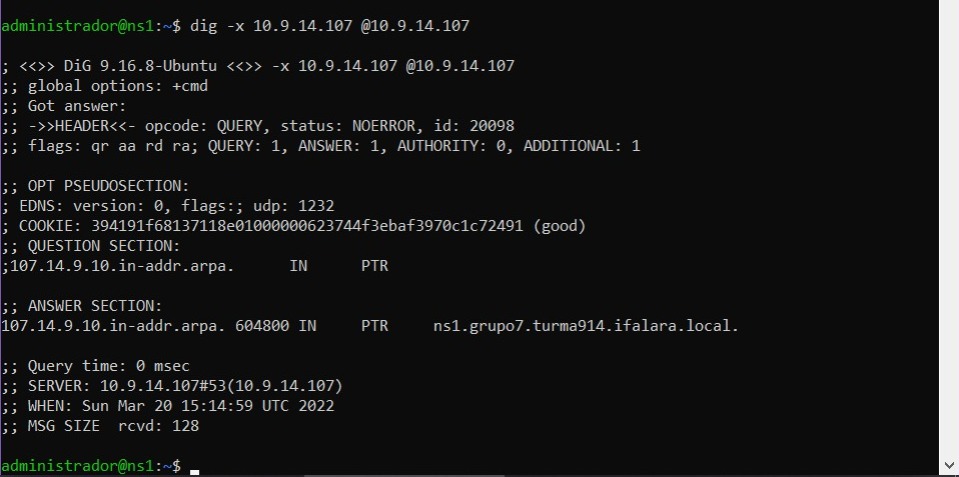 administrador@ns1:~$ dig -x 10.9.14.107 @10.9.14.107
; <<>> DiG 9.16.8-Ubuntu <<>> -x 10.9.14.107 @10.9.14.107
;; global options: +cmd
;; Got answer:
;; ->>HEADER<<- opcode: QUERY, status: NOERROR, id: 20098
;; flags: qr aa rd ra; QUERY: 1, ANSWER: 1, AUTHORITY: 0, ADDITIONAL: 1
;; OPT PSEUDOSECTION:
; EDNS: version: 0, flags:; udp: 1232
; COOKIE: 394191f68137118e01000000623744f3ebaf3970c1c72491 (good)
;; QUESTION SECTION:
;107.14.9.10.in-addr.arpa. IN PTR
;; ANSWER SECTION:
107.14.9.10.in-addr.arpa. 604800 IN PTR ns1.grupo7.turma914.ifalara.local.
;; Query time: 0 msec
;; SERVER: 10.9.14.107#53(10.9.14.107)
;; WHEN: Sun Mar 20 15:14:59 UTC 2022
;; MSG SIZE rcvd: 128
administrador@ns1:~$